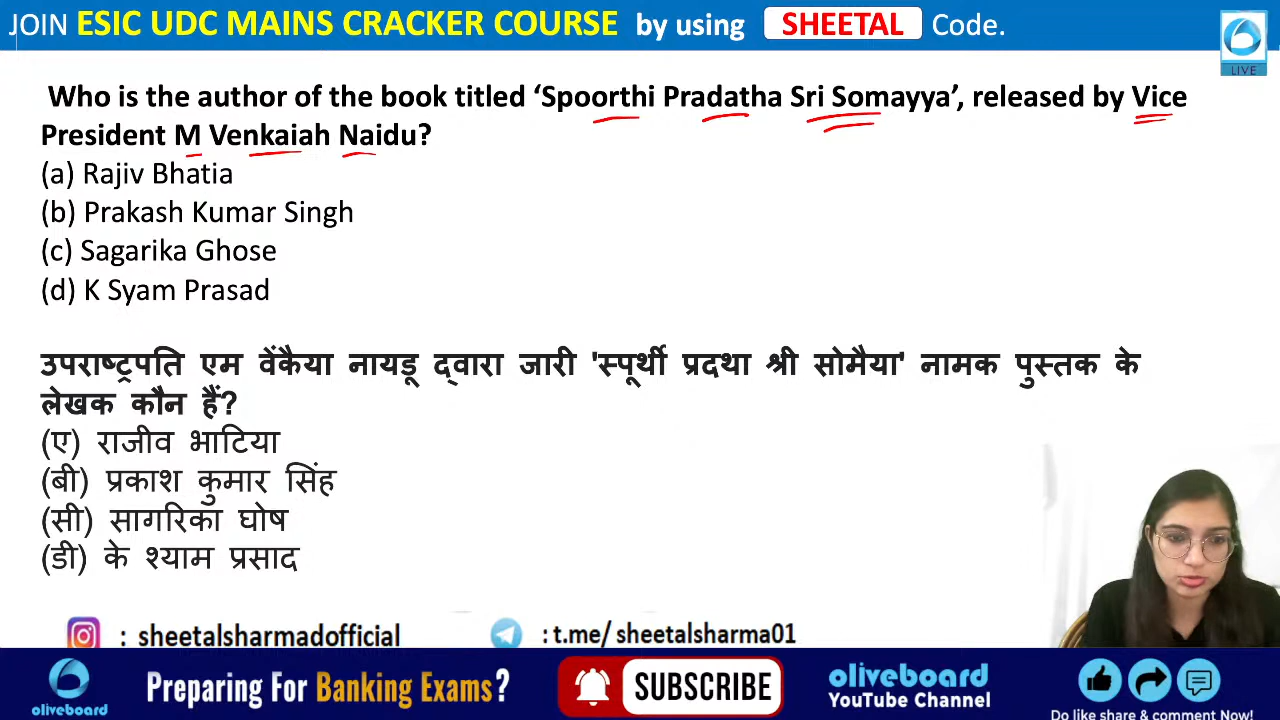 JOIN ESIC UDC MAINS CRACKER COURSE by using SHEETAL Code.
LIVE
Who is the author of the book titled ‘Spoorthi Pradatha Sri Somayya’, released by Vice
President M Venkaiah Naidu?
(a) Rajiv Bhatia
(b) Prakash Kumar Singh
(c) Sagarika Ghose
(d) K Syam Prasad
उपराष्ट्रपति एम वेंकैया नायडू द्वारा जारी 'स्पूर्थी प्रदथा श्री सोमैया' नामक पुस्तक के
लेखक कौन हैं?
(ए) राजीव भाटिया
(बी) प्रकाश कुमार सिंह
(सी) सागरिका घोष
(डी) के श्याम प्रसाद
: sheetalsharmadofficial : t.me/ sheetalsharma01
oliveboard
Preparing For Banking Exams?
SUBSCRIBE
oliveboard
YouTube Channel
Do like share & comment Now!